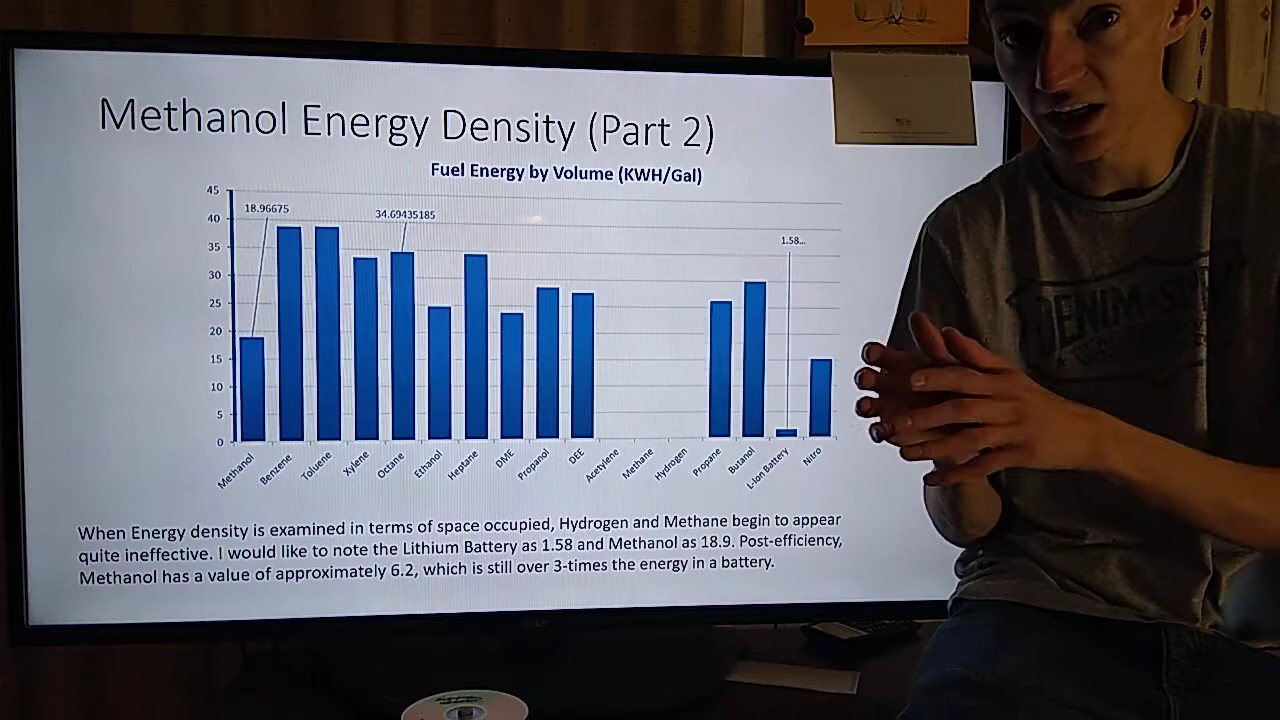 Methanol Energy Density (Part 2)
Fuel Energy by Volume (KWH/Gal)
45
40
35
30
25
20
15
10
5
0
18.96675
34.69435185
1.58...
Methanol
Benzene
Toluene
Xylene
Octane
Ethanol
Heptane
DME
Propanol
DEE
Acetylene
Methane
Hydrogen
Propane
Butanol
L-Ion Battery
Nitro
When Energy density is examined in terms of space occupied, Hydrogen and Methane begin to appear
quite ineffective. I would like to note the Lithium Battery as 1.58 and Methanol as 18.9. Post-efficiency,
Methanol has a value of approximately 6.2, which is still over 3-times the energy in a battery.
DENIM